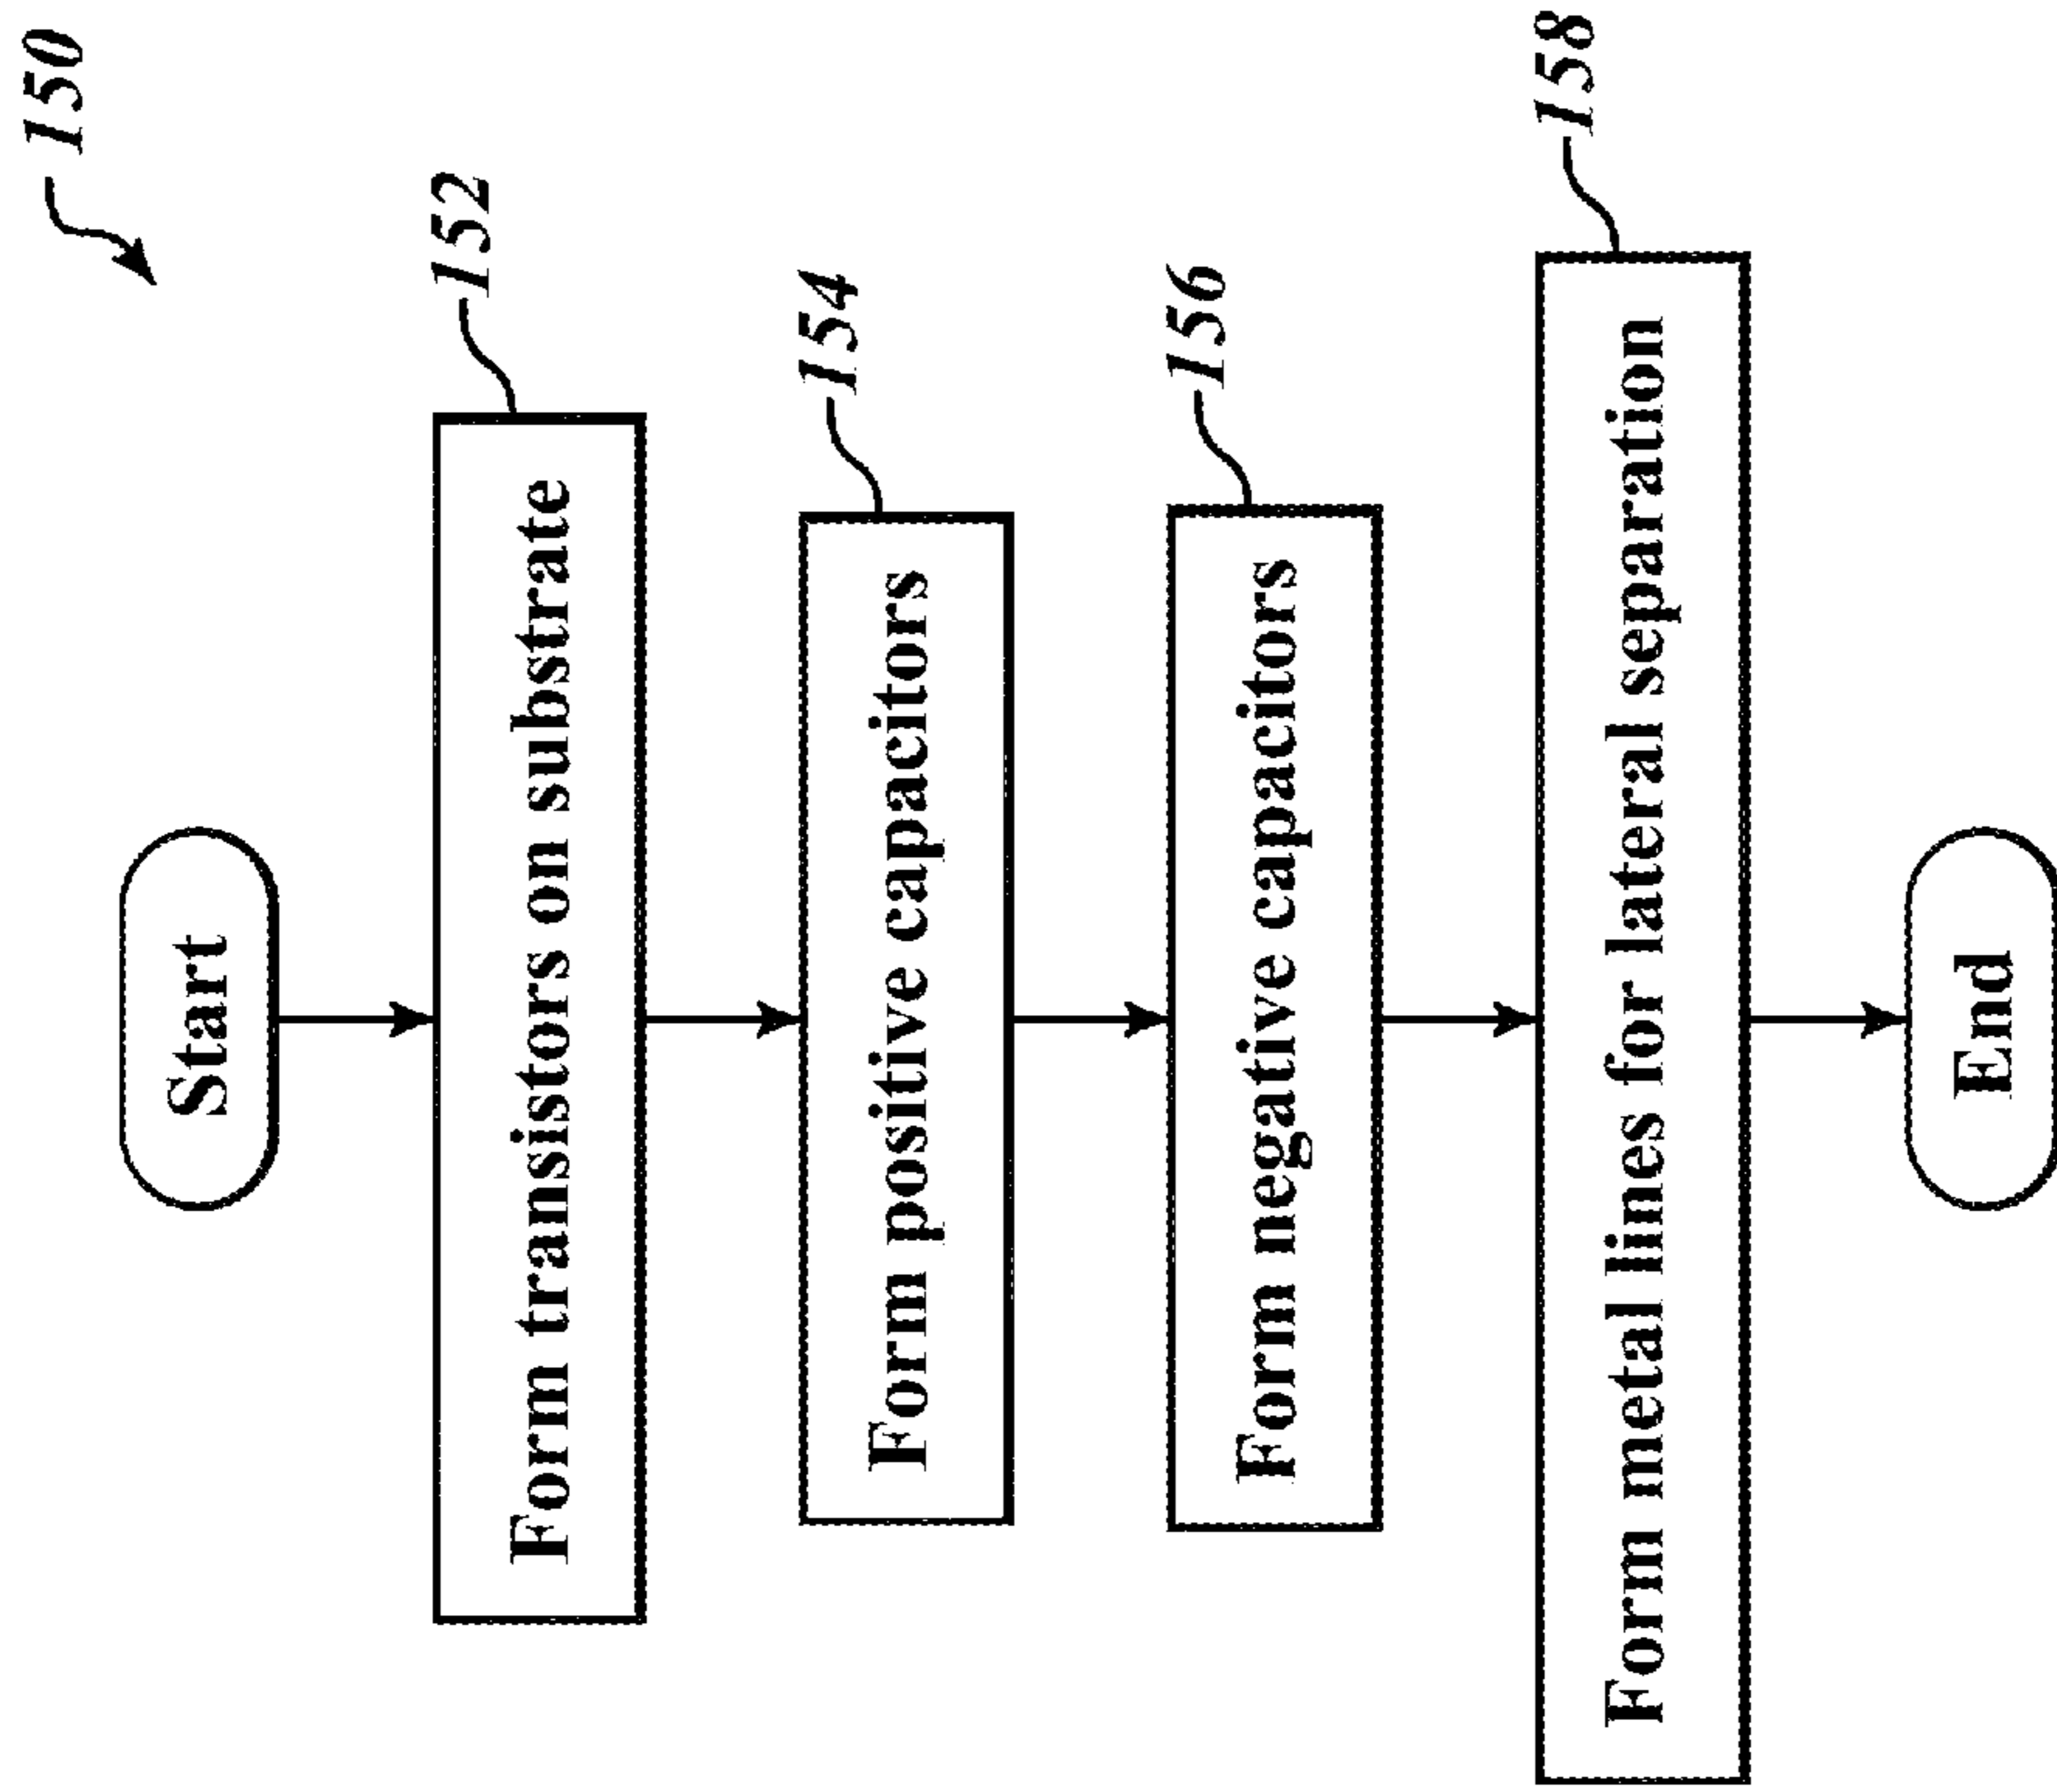 150
Start
152
Form transistors on substrate
154
Form positive capacitors
156
Form negative capacitors
158
Form metal lines for lateral separation
End